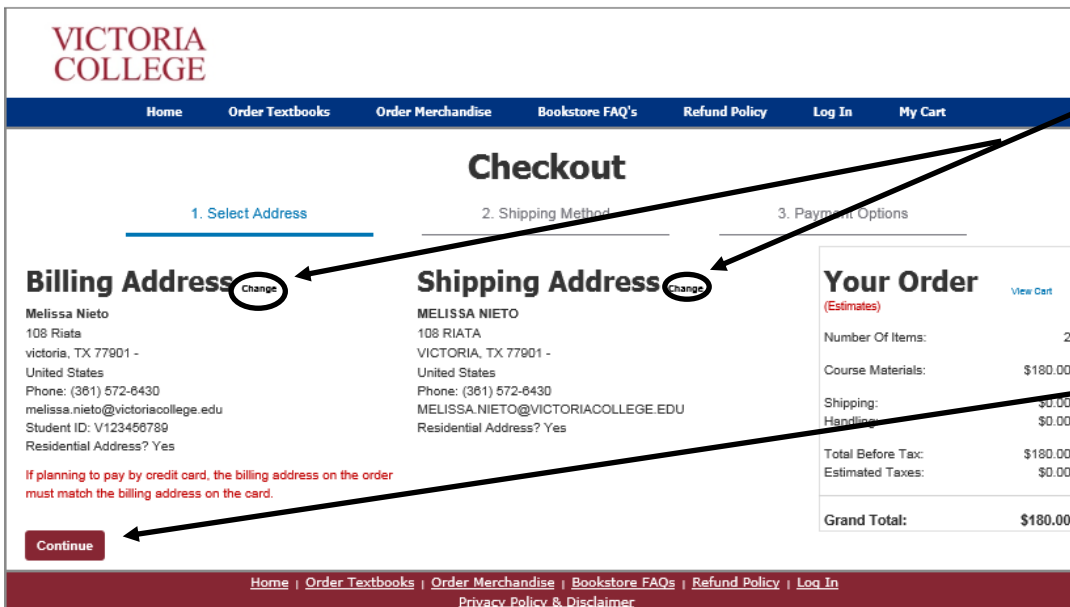 VICTORIA
COLLEGE
Home Order Textbooks Order Merchandise Bookstore FAQ's Refund Policy Log In My Cart
Checkout
1. Select Address 2. Shipping Method 3. Payment Options
Billing Address Change
Melissa Nieto
108 Riata
victoria, TX 77901 -
United States
Phone: (361) 572-6430
melissa.nieto@victoriacollege.edu
Student ID: V123456789
Residential Address? Yes
If planning to pay by credit card, the billing address on the order
must match the billing address on the card.
Continue
Shipping Address Change
MELISSA NIETO
108 RIATA
VICTORIA, TX 77901 -
United States
Phone: (361) 572-6430
MELISSA.NIETO@VICTORIACOLLEGE.EDU
Residential Address? Yes
Your Order View Cart
(Estimates)
Number Of Items: 2
Course Materials: $180.00
Shipping: $0.00
Handling: $0.00
Total Before Tax: $180.00
Estimated Taxes: $0.00
Grand Total: $180.00
Home | Order Textbooks | Order Merchandise | Bookstore FAQs | Refund Policy | Log In
Privacy Policy & Disclaimer